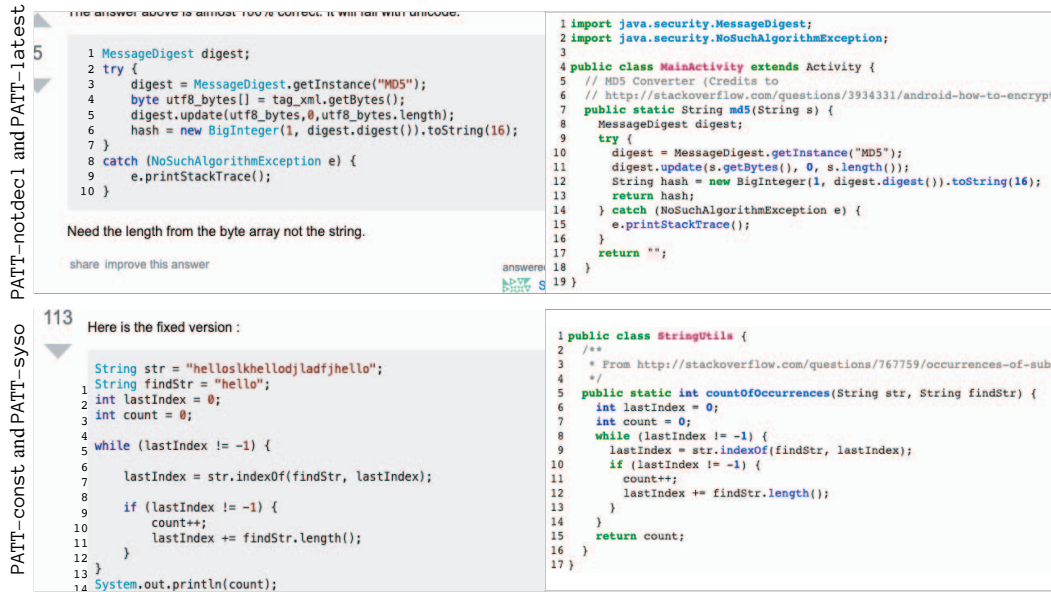 PATT-notdecl and PATT-latest
The answer above is almost 100% correct. It will fail with unicode.
5
1 MessageDigest digest;
2 try {
3     digest = MessageDigest.getInstance("MD5");
4     byte utf8_bytes[] = tag_xml.getBytes();
5     digest.update(utf8_bytes,0,utf8_bytes.length);
6     hash = new BigInteger(1, digest.digest()).toString(16);
7 }
8 catch (NoSuchAlgorithmException e) {
9     e.printStackTrace();
10 }
Need the length from the byte array not the string.
share improve this answer
answere
S
1 import java.security.MessageDigest;
2 import java.security.NoSuchAlgorithmException;
3
4 public class MainActivity extends Activity {
5   // MD5 Converter (Credits to
6   // http://stackoverflow.com/questions/3934331/android-how-to-encrypt
7   public static String md5(String s) {
8     MessageDigest digest;
9     try {
10       digest = MessageDigest.getInstance("MD5");
11       digest.update(s.getBytes(), 0, s.length());
12       String hash = new BigInteger(1, digest.digest()).toString(16);
13       return hash;
14     } catch (NoSuchAlgorithmException e) {
15       e.printStackTrace();
16     }
17     return "";
18   }
19 }
PATT-const and PATT-syso
113
Here is the fixed version :
String str = "helloslkhellodjladfjhello";
1 String findStr = "hello";
2 int lastIndex = 0;
3 int count = 0;
4
5 while (lastIndex != -1) {
6
7     lastIndex = str.indexOf(findStr, lastIndex);
8
9     if (lastIndex != -1) {
10         count++;
11         lastIndex += findStr.length();
12     }
13 }
14 System.out.println(count);
1 public class StringUtils {
2   /**
3    * From http://stackoverflow.com/questions/767759/occurrences-of-sub
4    */
5   public static int countOfOccurrences(String str, String findStr) {
6     int lastIndex = 0;
7     int count = 0;
8     while (lastIndex != -1) {
9       lastIndex = str.indexOf(findStr, lastIndex);
10       if (lastIndex != -1) {
11         count++;
12         lastIndex += findStr.length();
13       }
14     }
15     return count;
16   }
17 }